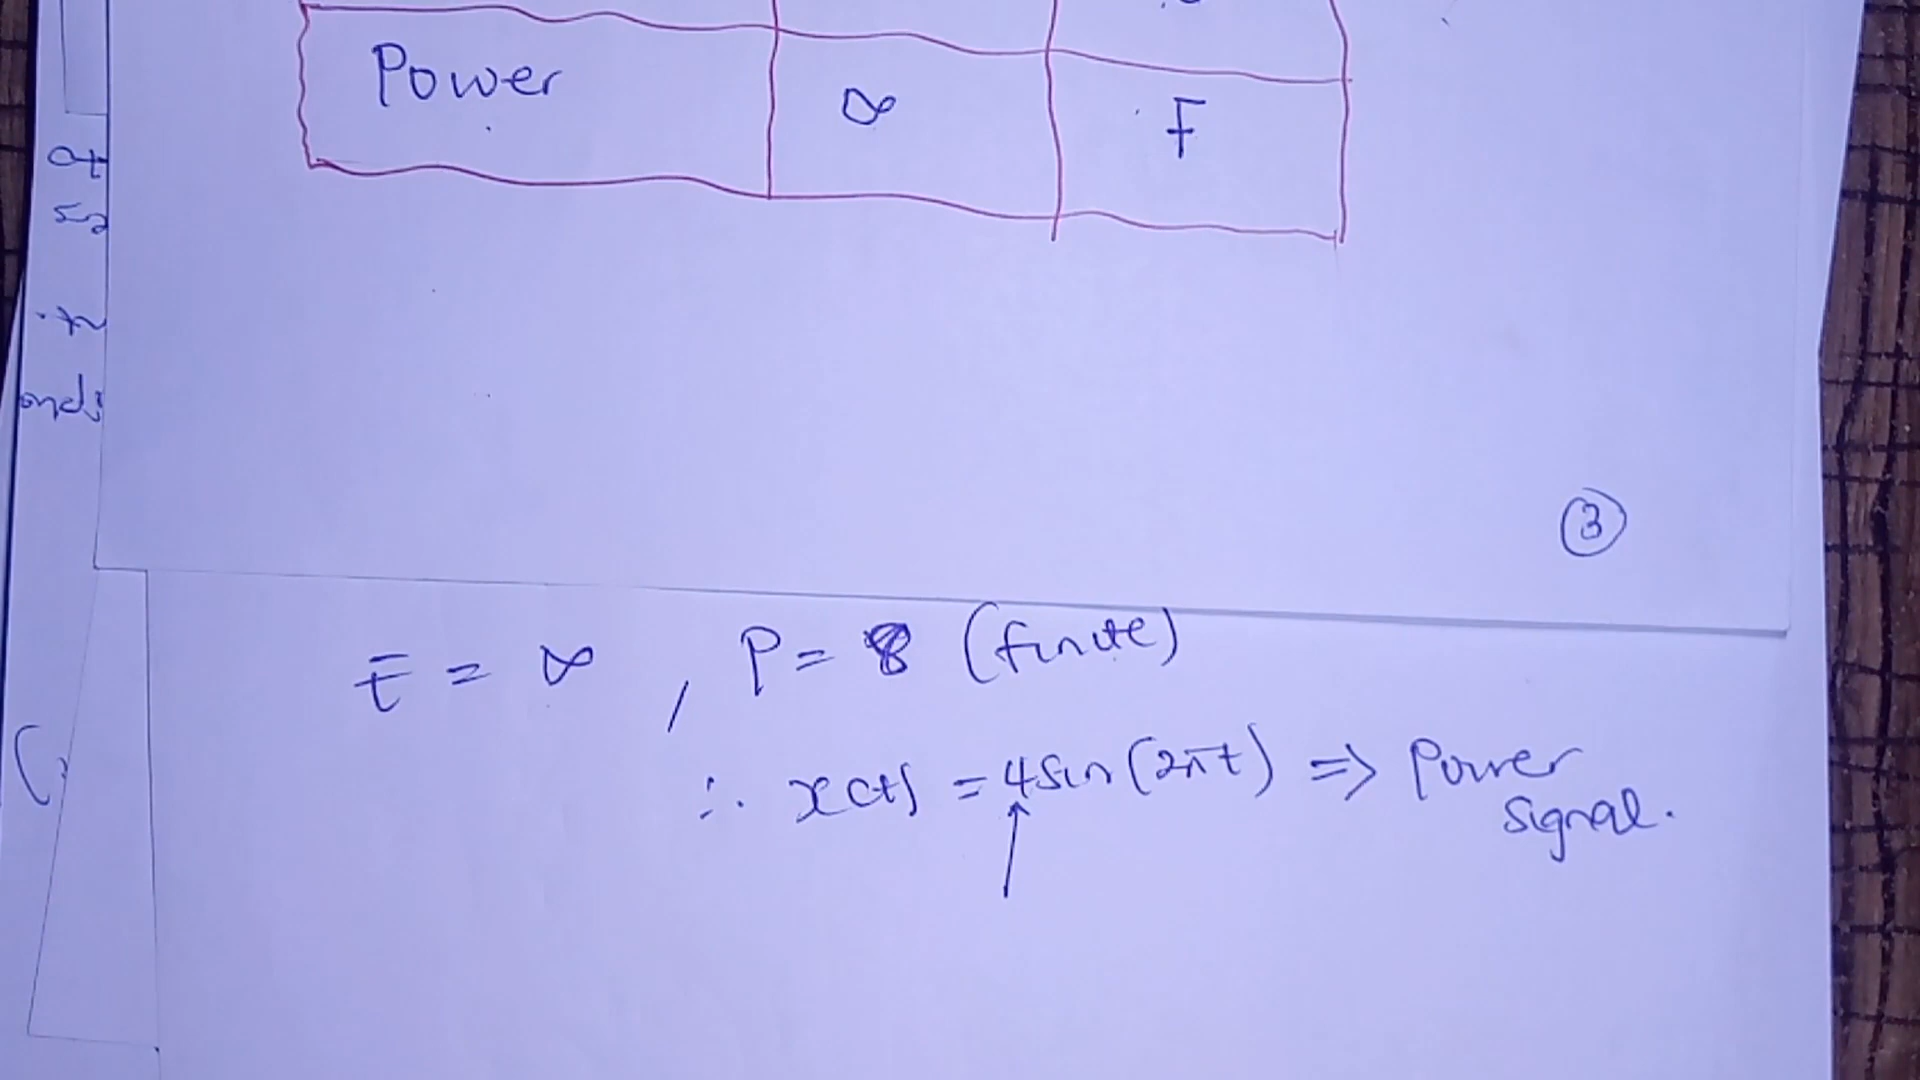 Power ∞ F
③
E = ∞ , P = 8 (finite)
∴ x(t) = 4sin(2πt) => Power
signal.